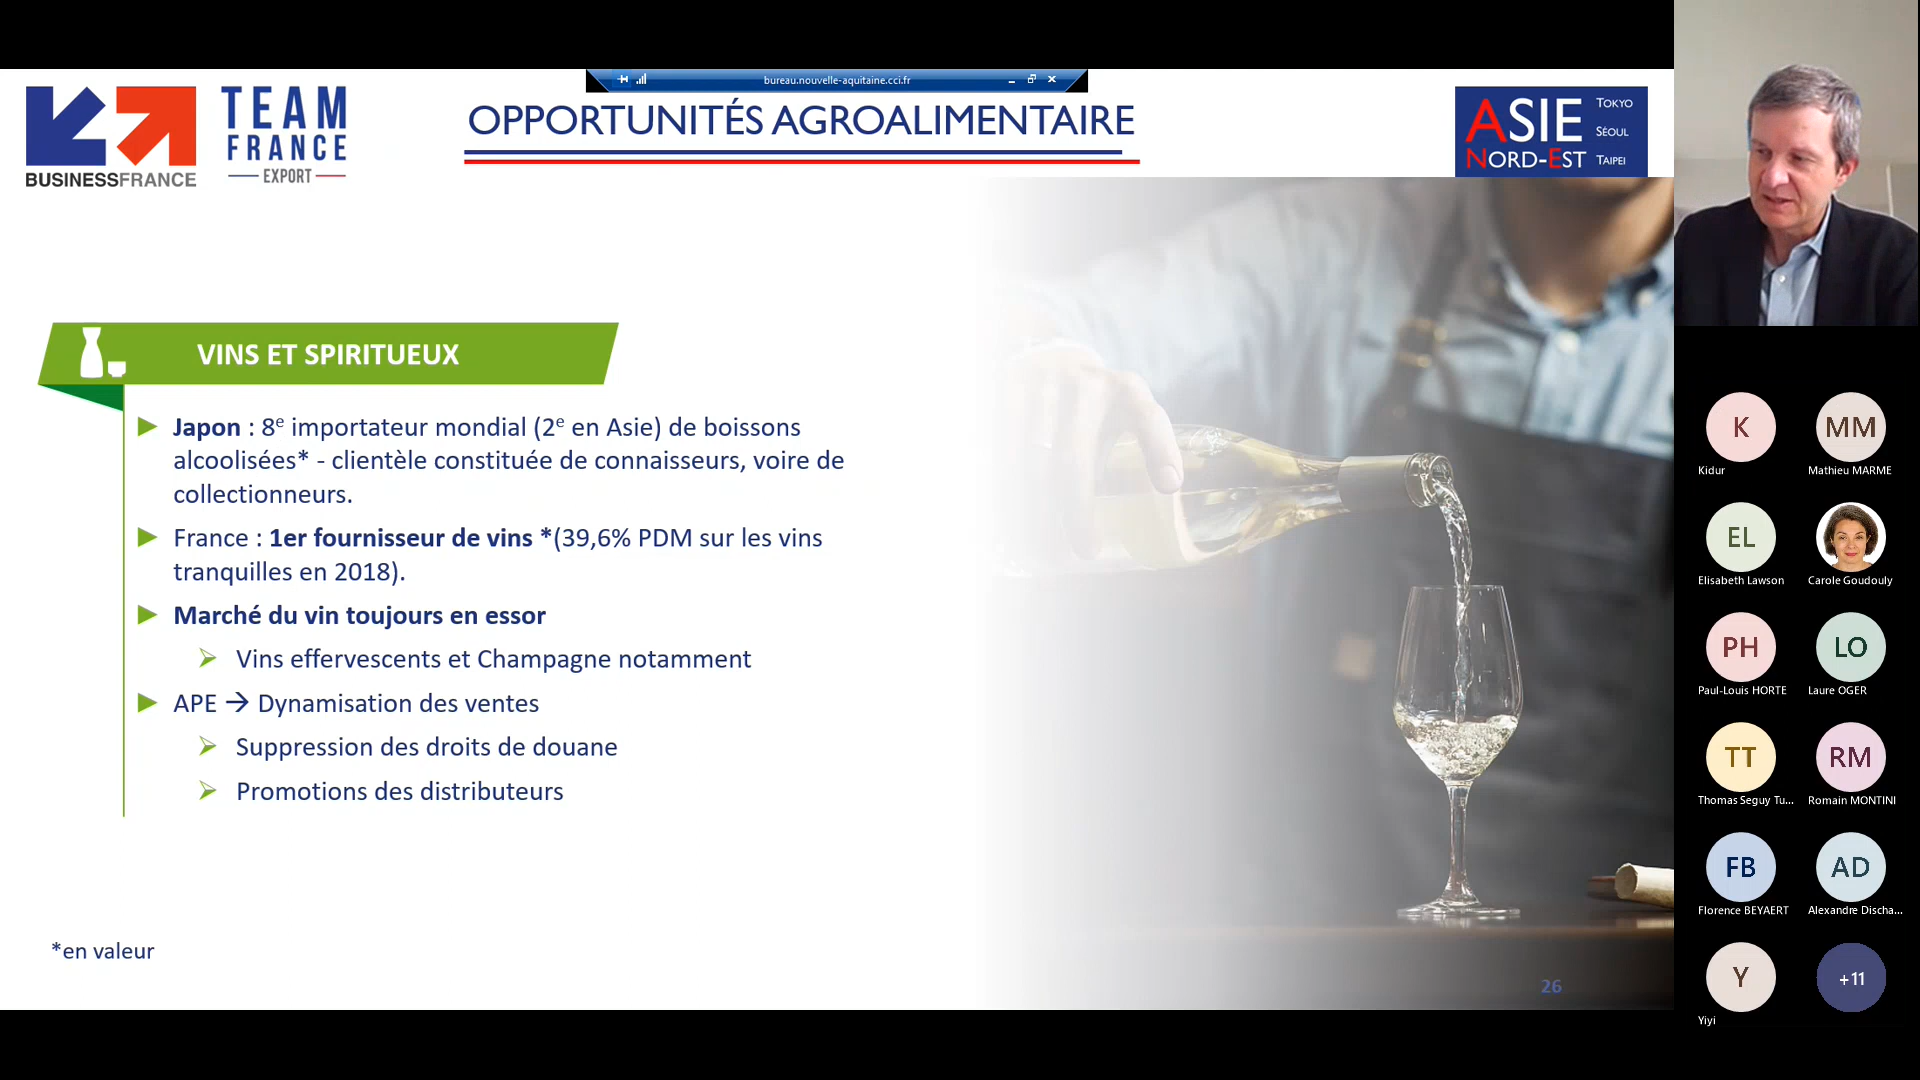 bureau.nouvelle-aquitaine.cci.fr
BUSINESSFRANCE
TEAM
FRANCE
EXPORT
OPPORTUNITÉS AGROALIMENTAIRE
ASIE
NORD-EST
TOKYO
SÉOUL
TAIPEI
VINS ET SPIRITUEUX
Japon : 8e importateur mondial (2e en Asie) de boissons
alcoolisées* - clientèle constituée de connaisseurs, voire de
collectionneurs.
France : 1er fournisseur de vins *(39,6% PDM sur les vins
tranquilles en 2018).
Marché du vin toujours en essor
Vins effervescents et Champagne notamment
APE → Dynamisation des ventes
Suppression des droits de douane
Promotions des distributeurs
*en valeur
26
K
Kidur
MM
Mathieu MARME
EL
Elisabeth Lawson
Carole Goudouly
PH
Paul-Louis HORTE
LO
Laure OGER
TT
Thomas Seguy Tu...
RM
Romain MONTINI
FB
Florence BEYAERT
AD
Alexandre Discha...
Y
Yiyi
+11